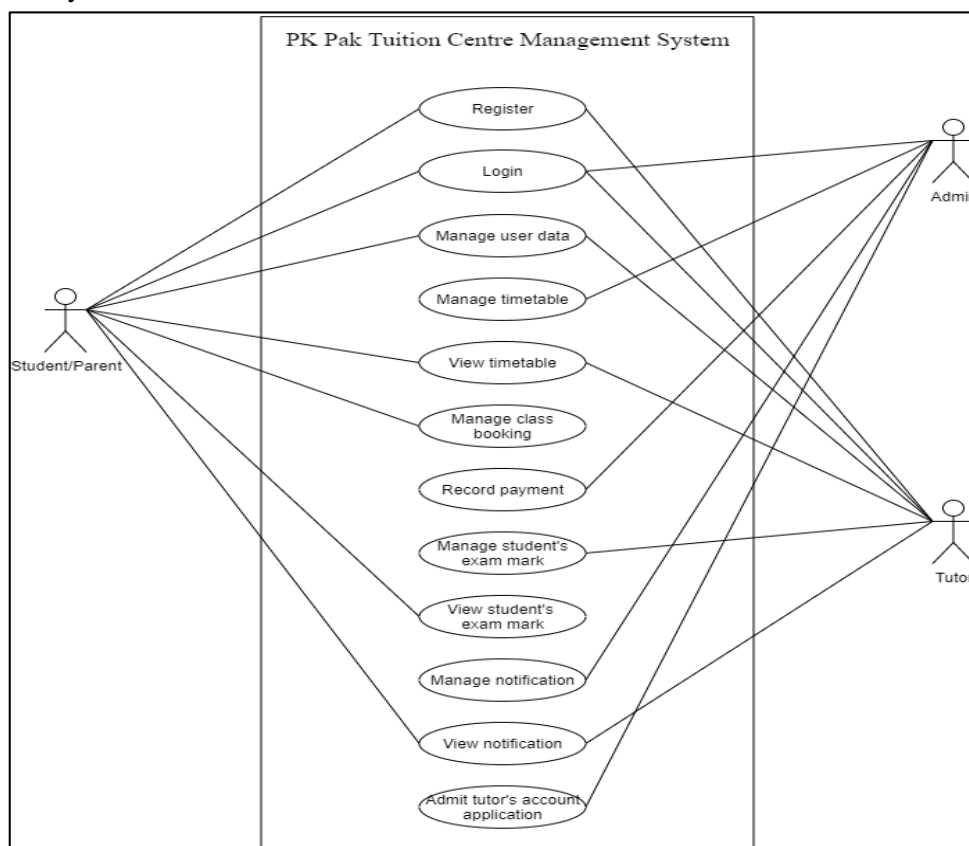 PK Pak Tuition Centre Management System
Register
Login
Manage user data
Manage timetable
View timetable
Manage class
booking
Record payment
Manage student's
exam mark
View student's
exam mark
Manage notification
View notification
Admit tutor's account
application
Student/Parent
Admi
Tutor